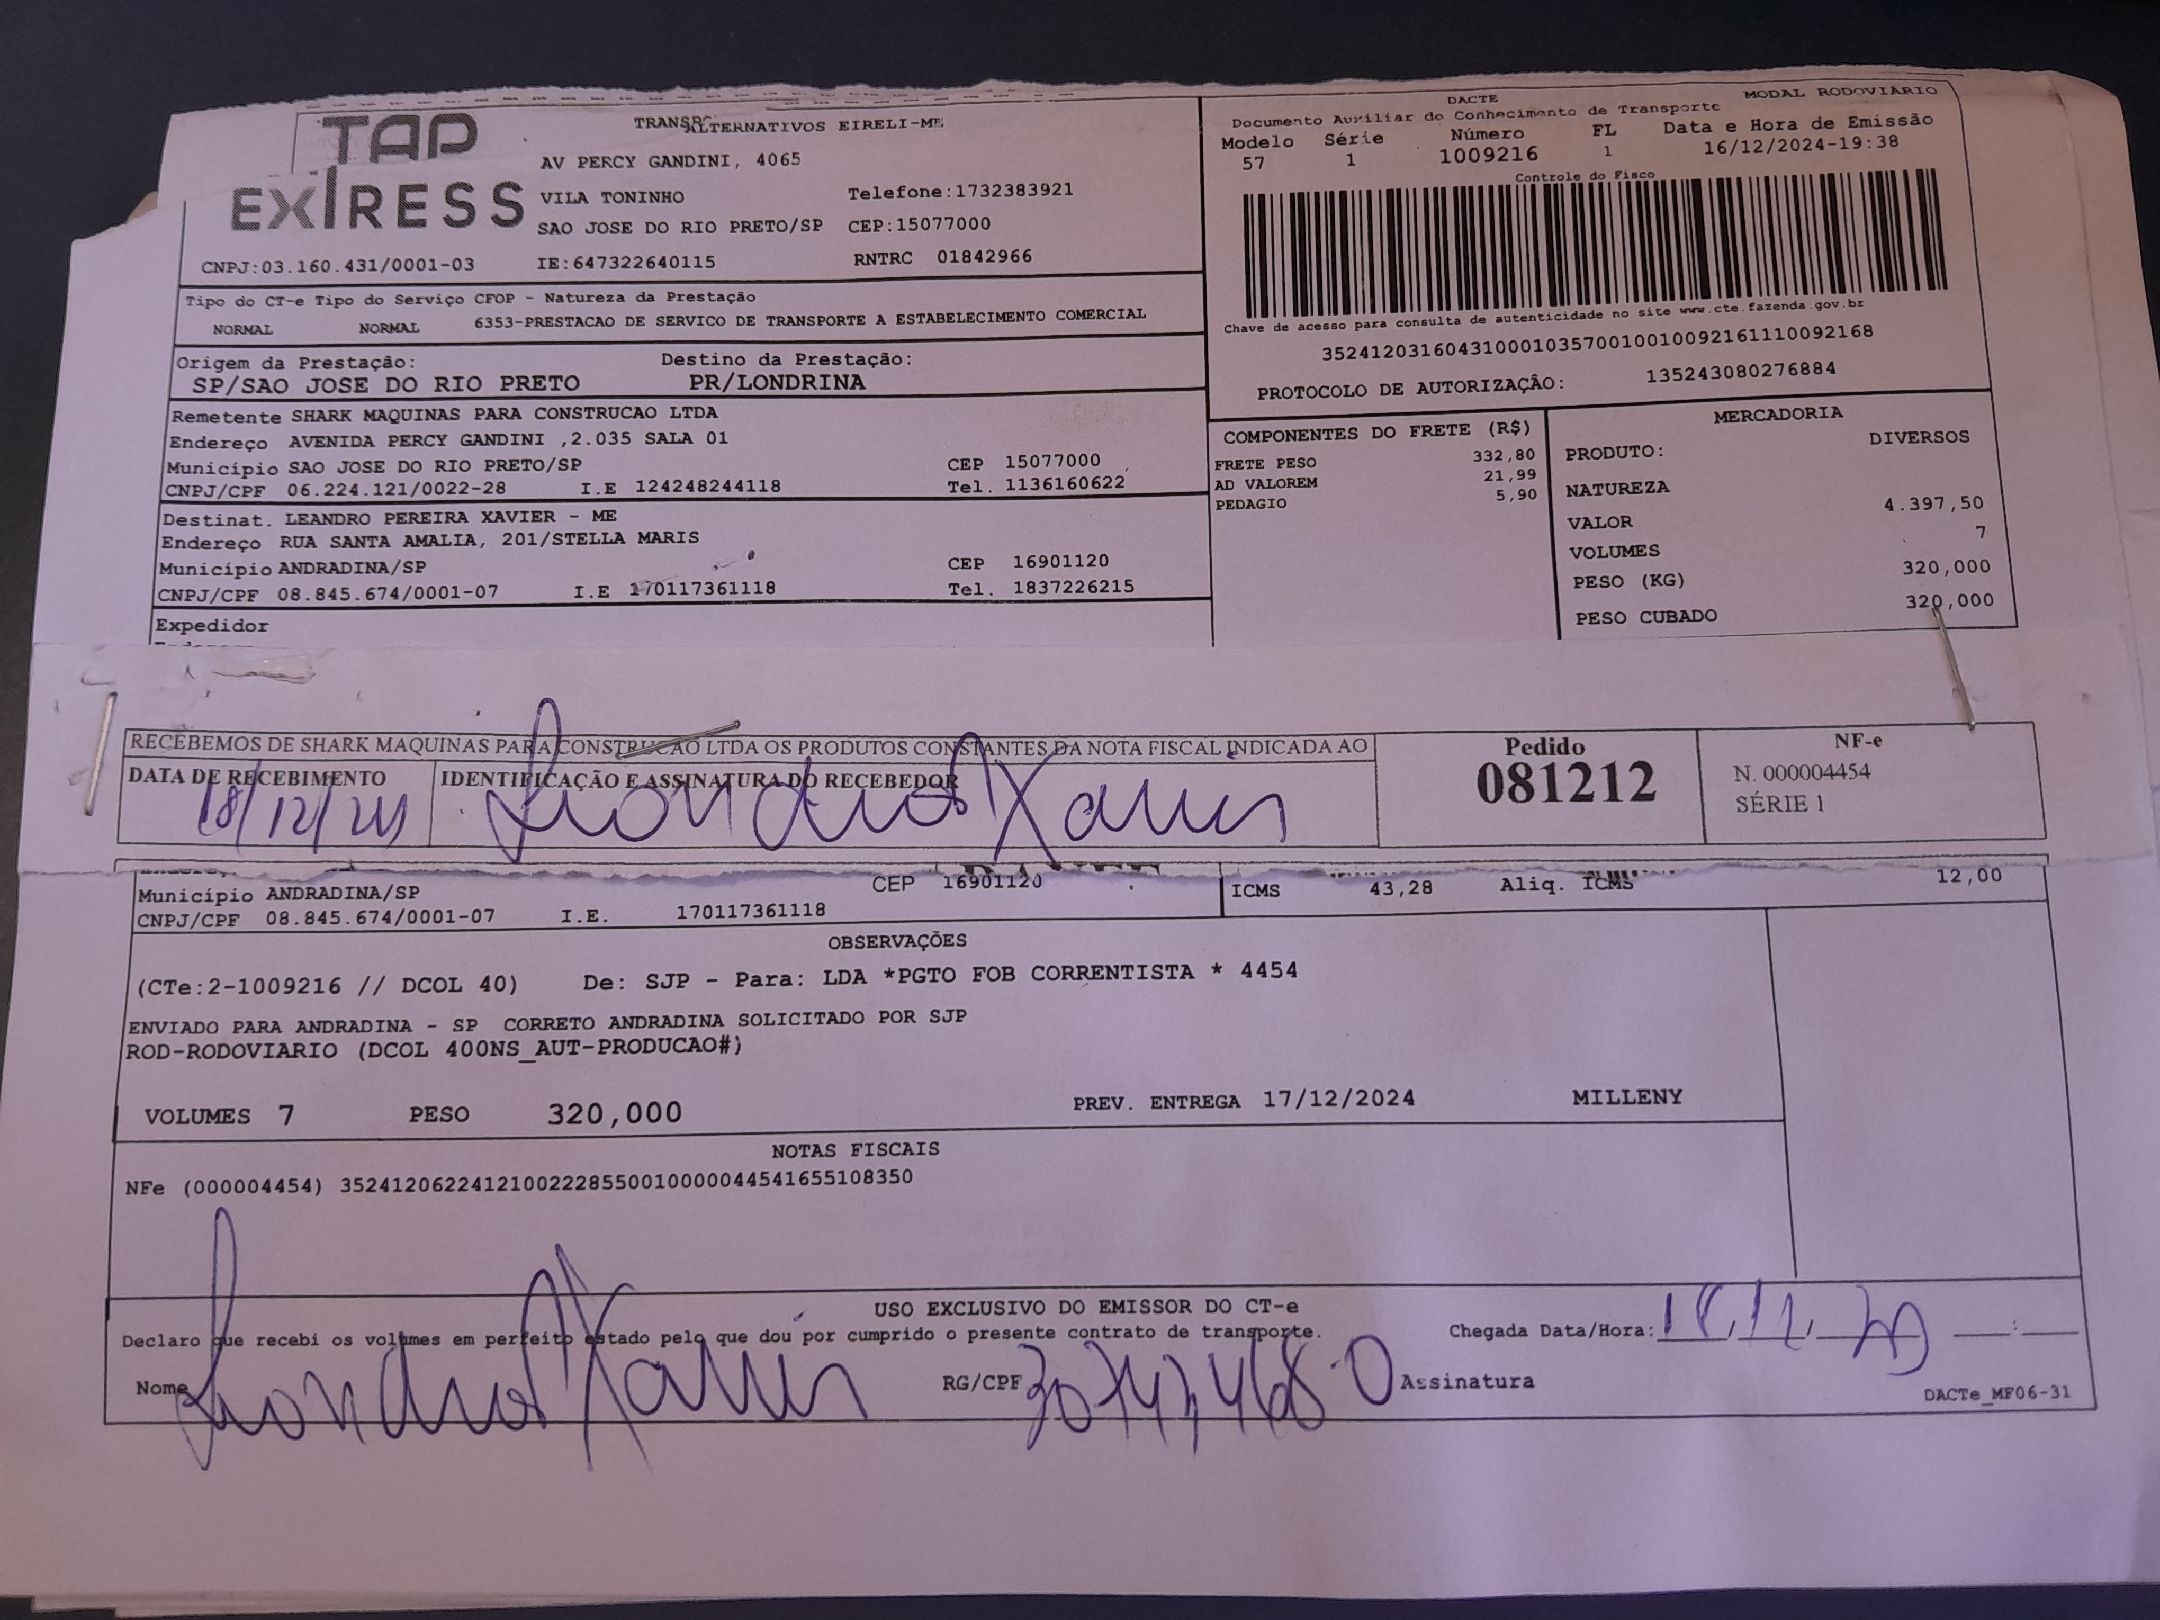 TAP
EXPRESS
ALTERNATIVOS EIRELI-ME
AV PERCY GANDINI, 4065
VILA TONINHO Telefone:1732383921
SAO JOSE DO RIO PRETO/SP CEP:15077000
CNPJ:03.160.431/0001-03 IE:647322640115 RNTRC 01842966
DACTE MODAL RODOVIÁRIO
Documento Auxiliar do Conhecimento de Transporte
Modelo Série Número FL Data e Hora de Emissão
57 1 1009216 1 16/12/2024-19:38
Controle do Fisco
Chave de acesso para consulta de autenticidade no site www.cte.fazenda.gov.br
35241203160431000103570010010092161110092168
PROTOCOLO DE AUTORIZAÇÃO: 135243080276884
Tipo do CT-e Tipo do Serviço CFOP - Natureza da Prestação
NORMAL NORMAL 6353-PRESTACAO DE SERVICO DE TRANSPORTE A ESTABELECIMENTO COMERCIAL
Origem da Prestação: Destino da Prestação:
SP/SAO JOSE DO RIO PRETO PR/LONDRINA
Remetente SHARK MAQUINAS PARA CONSTRUCAO LTDA
Endereço AVENIDA PERCY GANDINI ,2.035 SALA 01
Município SAO JOSE DO RIO PRETO/SP CEP 15077000
CNPJ/CPF 06.224.121/0022-28 I.E 124248244118 Tel. 1136160622
Destinat. LEANDRO PEREIRA XAVIER - ME
Endereço RUA SANTA AMALIA, 201/STELLA MARIS
Município ANDRADINA/SP CEP 16901120
CNPJ/CPF 08.845.674/0001-07 I.E 170117361118 Tel. 1837226215
Expedidor
COMPONENTES DO FRETE (R$)
FRETE PESO 332,80
AD VALOREM 21,99
PEDAGIO 5,90
MERCADORIA
PRODUTO: DIVERSOS
NATUREZA
VALOR 4.397,50
VOLUMES 7
PESO (KG) 320,000
PESO CUBADO 320,000
RECEBEMOS DE SHARK MAQUINAS PARA CONSTRUCAO LTDA OS PRODUTOS CONSTANTES DA NOTA FISCAL INDICADA AO
DATA DE RECEBIMENTO IDENTIFICAÇÃO E ASSINATURA DO RECEBEDOR
18/12/24 Leandro Xavier
Pedido
081212
NF-e
N. 000004454
SÉRIE 1
Município ANDRADINA/SP CEP 16901120
CNPJ/CPF 08.845.674/0001-07 I.E. 170117361118
ICMS 43,28 Aliq. ICMS 12,00
OBSERVAÇÕES
(CTe:2-1009216 // DCOL 40) De: SJP - Para: LDA *PGTO FOB CORRENTISTA * 4454
ENVIADO PARA ANDRADINA - SP CORRETO ANDRADINA SOLICITADO POR SJP
ROD-RODOVIARIO (DCOL 400NS_AUT-PRODUCAO#)
VOLUMES 7 PESO 320,000 PREV. ENTREGA 17/12/2024 MILLENY
NOTAS FISCAIS
NFe (000004454) 35241206224121002228550010000044541655108350
USO EXCLUSIVO DO EMISSOR DO CT-e
Declaro que recebi os volumes em perfeito estado pelo que dou por cumprido o presente contrato de transporte. Chegada Data/Hora: 18/12/24 :
Nome Leandro Xavier RG/CPF Assinatura
DACTe_MF06-31